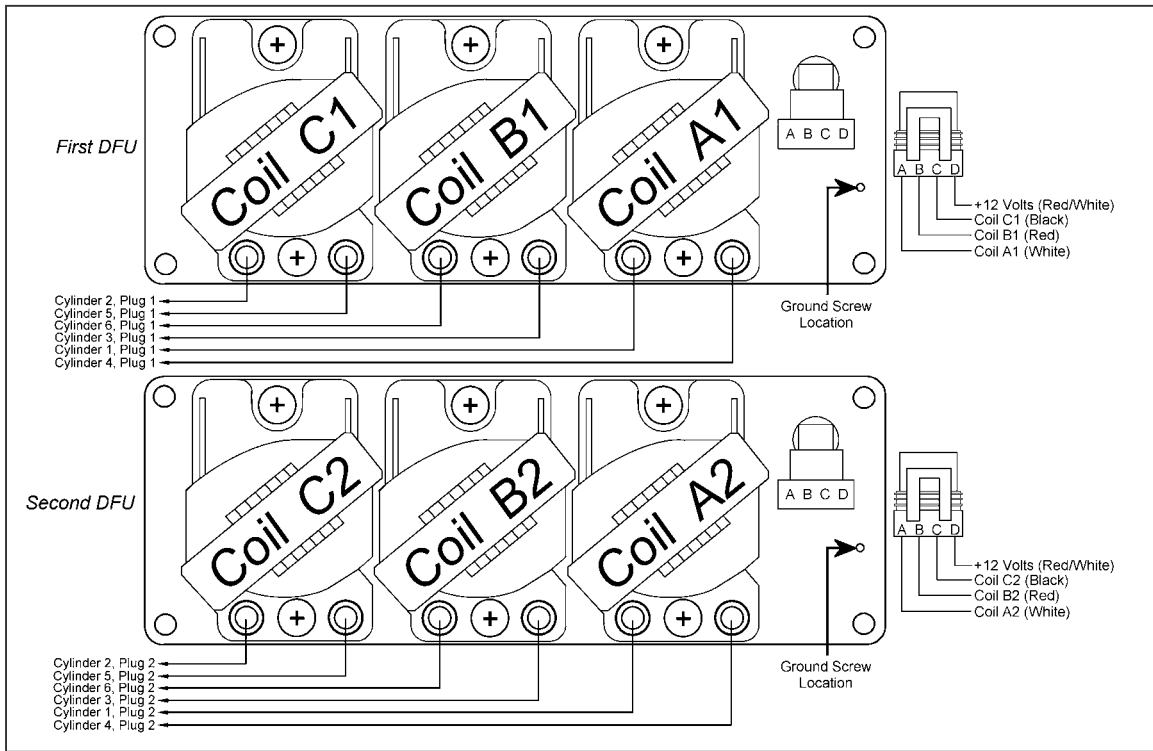 First DFU
Coil C1
Coil B1
Coil A1
A B C D
A B C D
+12 Volts (Red/White)
Coil C1 (Black)
Coil B1 (Red)
Coil A1 (White)
Ground Screw
Location
Cylinder 2, Plug 1
Cylinder 5, Plug 1
Cylinder 6, Plug 1
Cylinder 3, Plug 1
Cylinder 1, Plug 1
Cylinder 4, Plug 1
Second DFU
Coil C2
Coil B2
Coil A2
A B C D
A B C D
+12 Volts (Red/White)
Coil C2 (Black)
Coil B2 (Red)
Coil A2 (White)
Ground Screw
Location
Cylinder 2, Plug 2
Cylinder 5, Plug 2
Cylinder 6, Plug 2
Cylinder 3, Plug 2
Cylinder 1, Plug 2
Cylinder 4, Plug 2